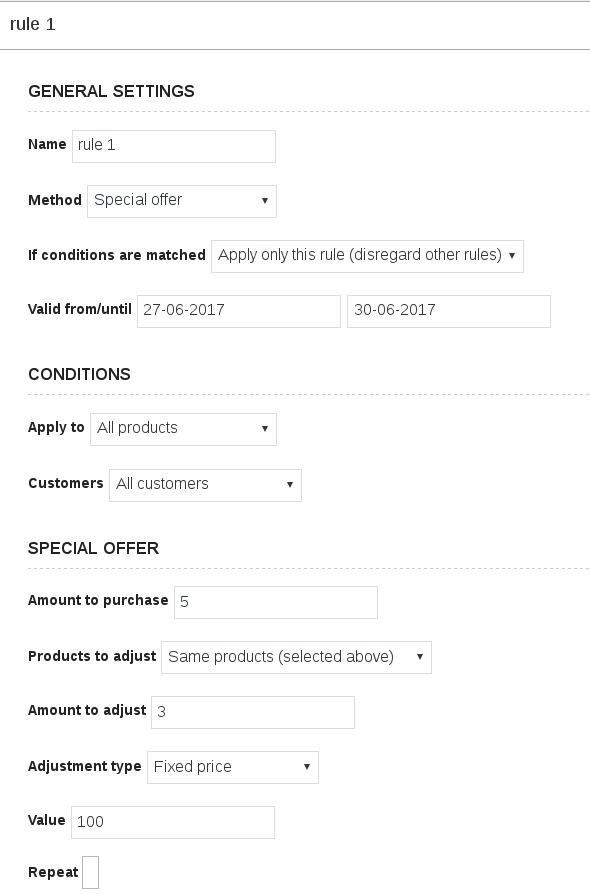 rule 1
GENERAL SETTINGS
Name rule 1
Method Special offer
If conditions are matched Apply only this rule (disregard other rules)
Valid from/until 27-06-2017 30-06-2017
CONDITIONS
Apply to All products
Customers All customers
SPECIAL OFFER
Amount to purchase 5
Products to adjust Same products (selected above)
Amount to adjust 3
Adjustment type Fixed price
Value 100
Repeat